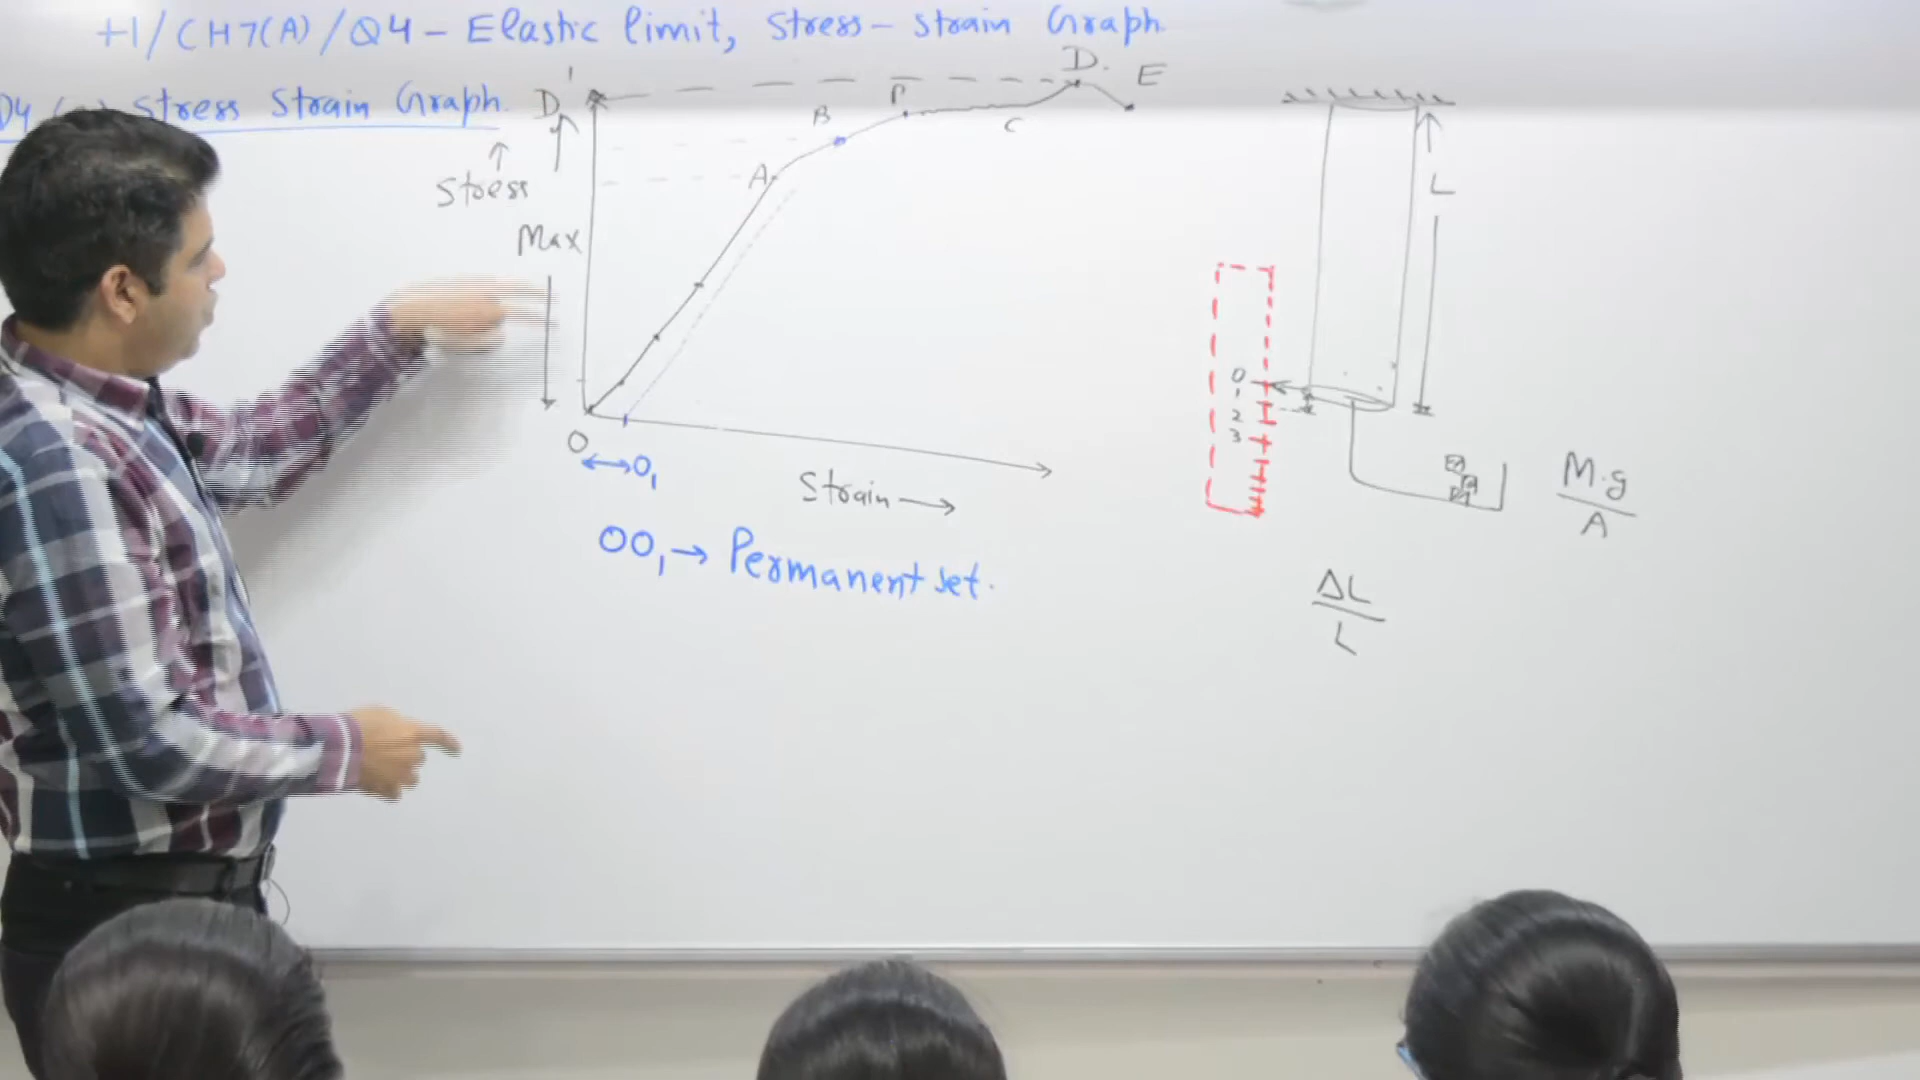 +1/CH7(A)/Q4 - Elastic limit, Stress - Strain Graph.
Stress Strain Graph.
D'
D.
E
P
B
C
A
↑
Stress
Max
L
O
O₁
Strain →
OO₁ → Permanent set.
0
1
2
3
M.g
A
ΔL
L